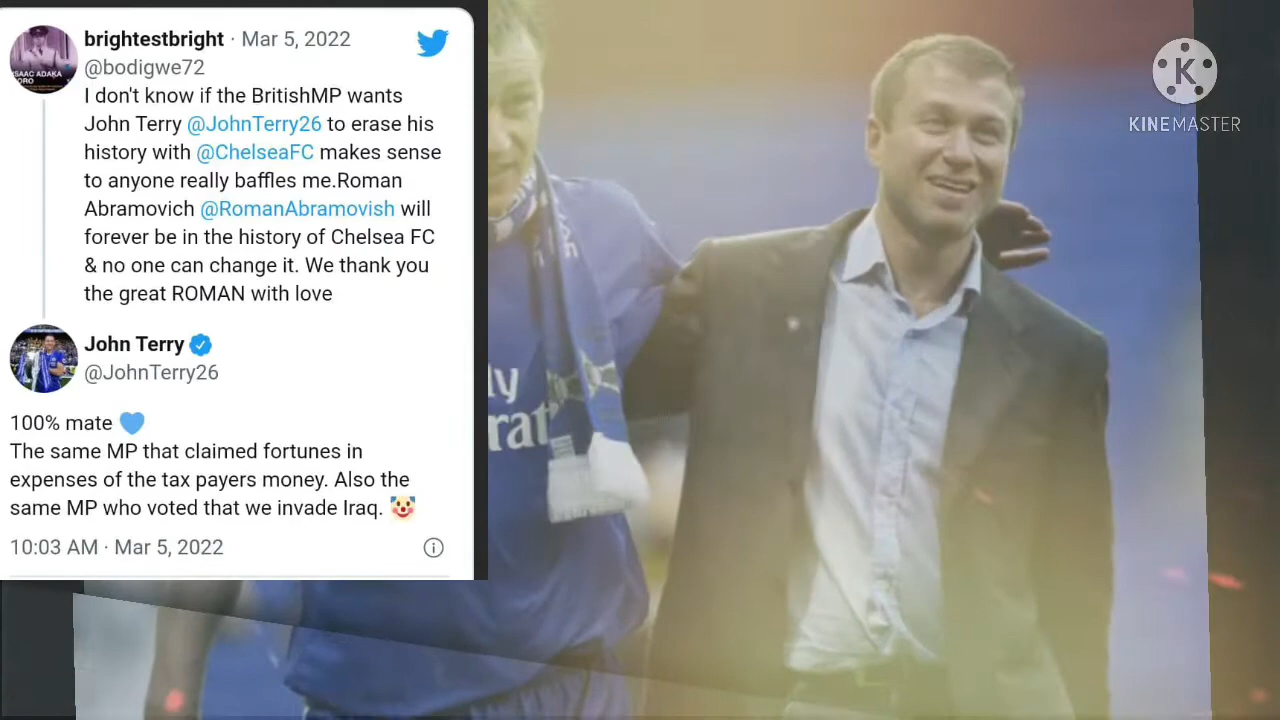 brightestbright · Mar 5, 2022
@bodigwe72
I don't know if the BritishMP wants
John Terry @JohnTerry26 to erase his
history with @ChelseaFC makes sense
to anyone really baffles me.Roman
Abramovich @RomanAbramovish will
forever be in the history of Chelsea FC
& no one can change it. We thank you
the great ROMAN with love
John Terry
@JohnTerry26
100% mate 💙
The same MP that claimed fortunes in
expenses of the tax payers money. Also the
same MP who voted that we invade Iraq. 🤡
10:03 AM · Mar 5, 2022
K
KINEMASTER